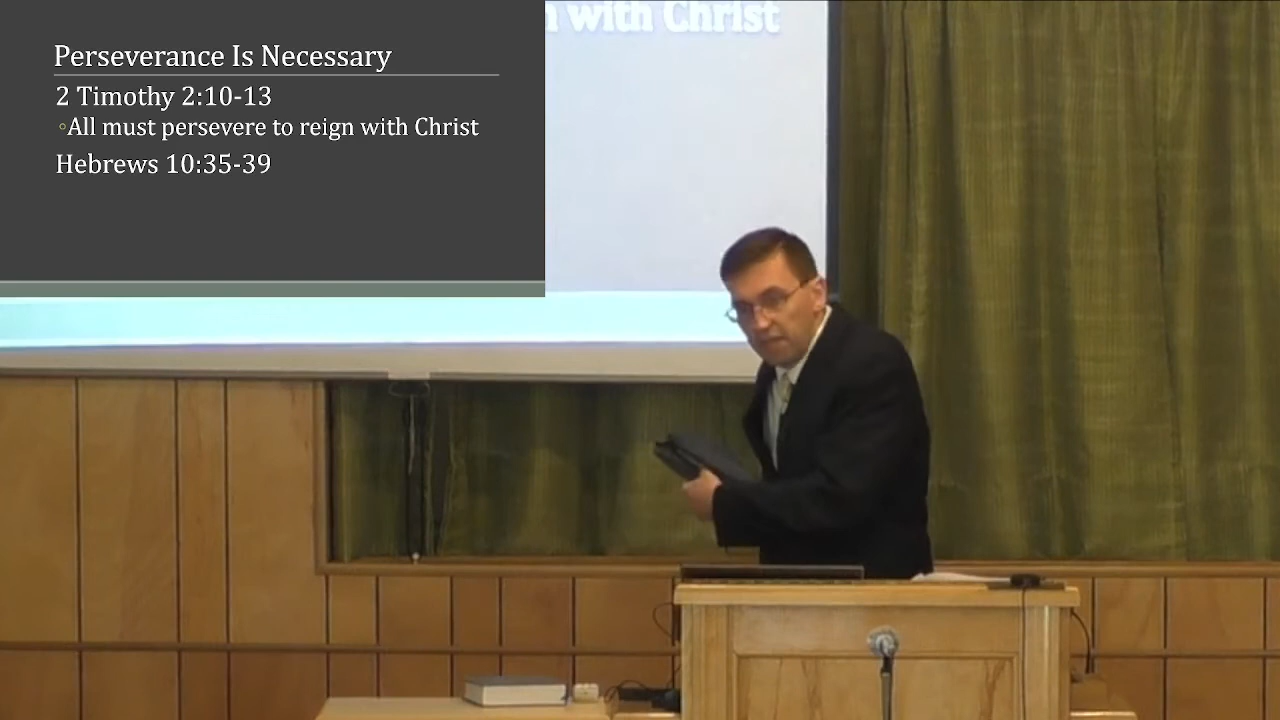 Perseverance Is Necessary
2 Timothy 2:10-13
◦All must persevere to reign with Christ
Hebrews 10:35-39
with Christ